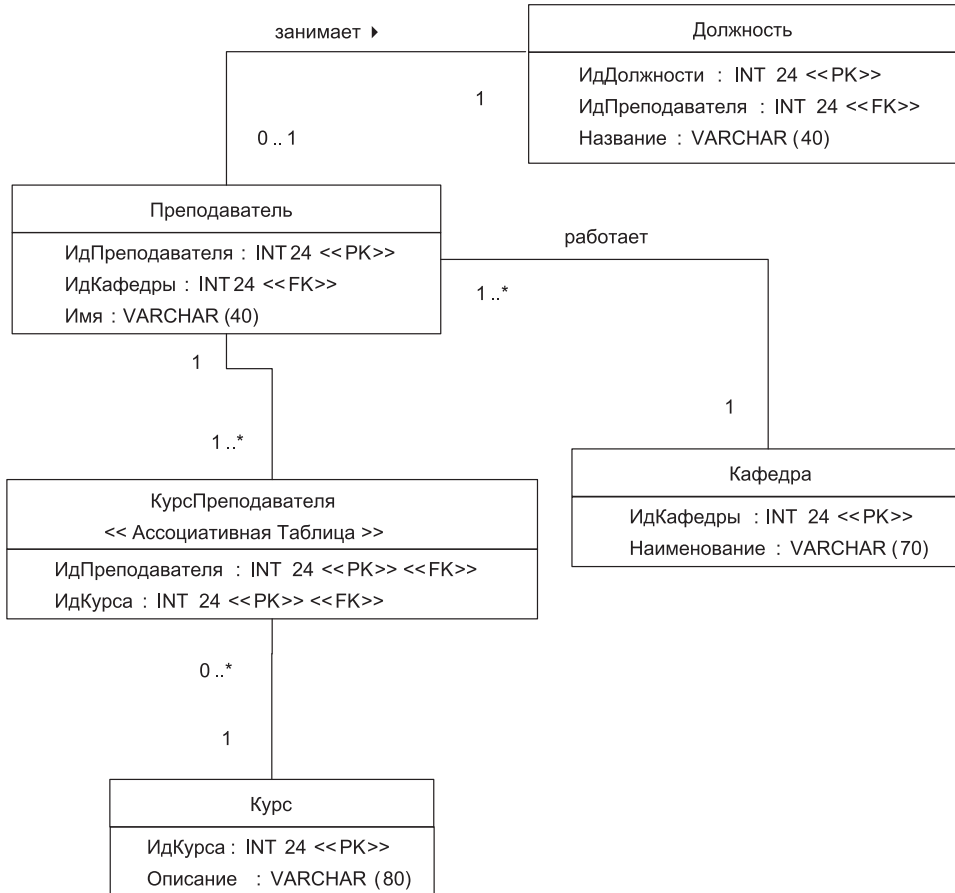 занимает
Должность
ИдДолжности : INT 24 <<PK>>
ИдПреподавателя : INT 24 <<FK>>
Название : VARCHAR (40)
1
0 .. 1
Преподаватель
ИдПреподавателя : INT 24 <<PK>>
ИдКафедры : INT 24 <<FK>>
Имя : VARCHAR (40)
работает
1 ..*
1
1
1 ..*
Кафедра
ИдКафедры : INT 24 <<PK>>
Наименование : VARCHAR (70)
КурсПреподавателя
<< Ассоциативная Таблица >>
ИдПреподавателя : INT 24 <<PK>> <<FK>>
ИдКурса : INT 24 <<PK>> <<FK>>
0 ..*
1
Курс
ИдКурса : INT 24 <<PK>>
Описание : VARCHAR (80)